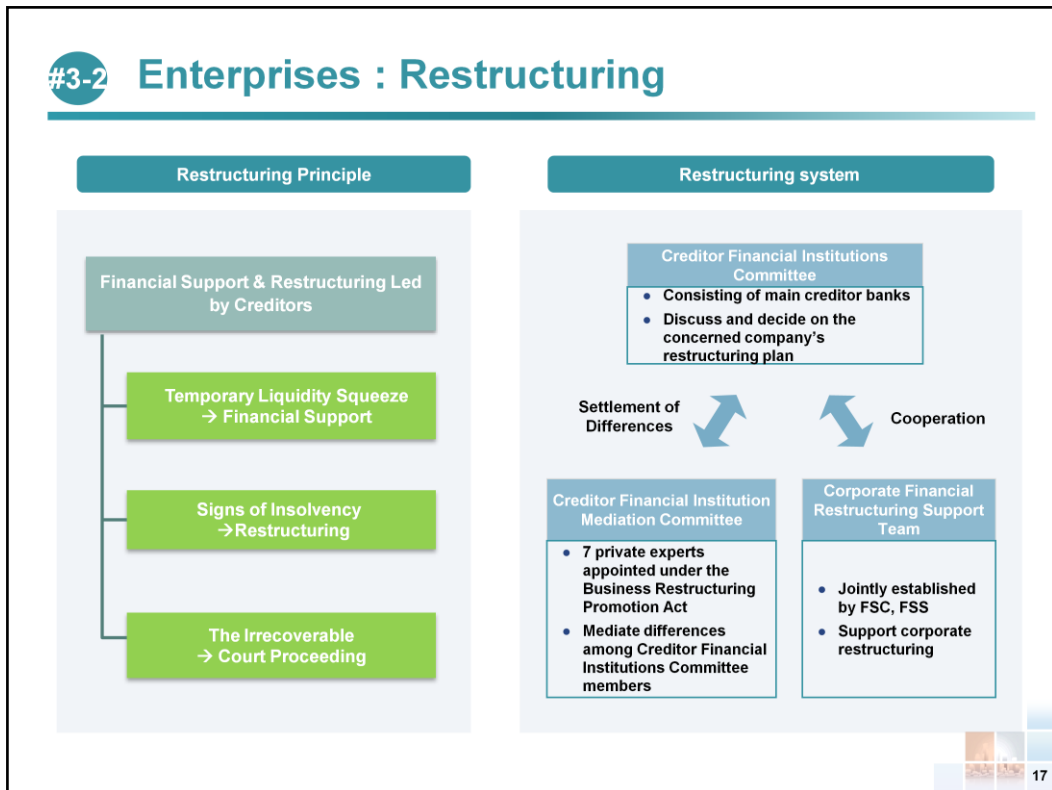 #3-2
Enterprises : Restructuring
Restructuring Principle
Financial Support & Restructuring Led
by Creditors
Temporary Liquidity Squeeze
→ Financial Support
Signs of Insolvency
→Restructuring
The Irrecoverable
→ Court Proceeding
Restructuring system
Creditor Financial Institutions
Committee
• Consisting of main creditor banks
• Discuss and decide on the
concerned company's
restructuring plan
Settlement of
Differences
Cooperation
Creditor Financial Institution
Mediation Committee
• 7 private experts
appointed under the
Business Restructuring
Promotion Act
• Mediate differences
among Creditor Financial
Institutions Committee
members
Corporate Financial
Restructuring Support
Team
• Jointly established
by FSC, FSS
• Support corporate
restructuring
17